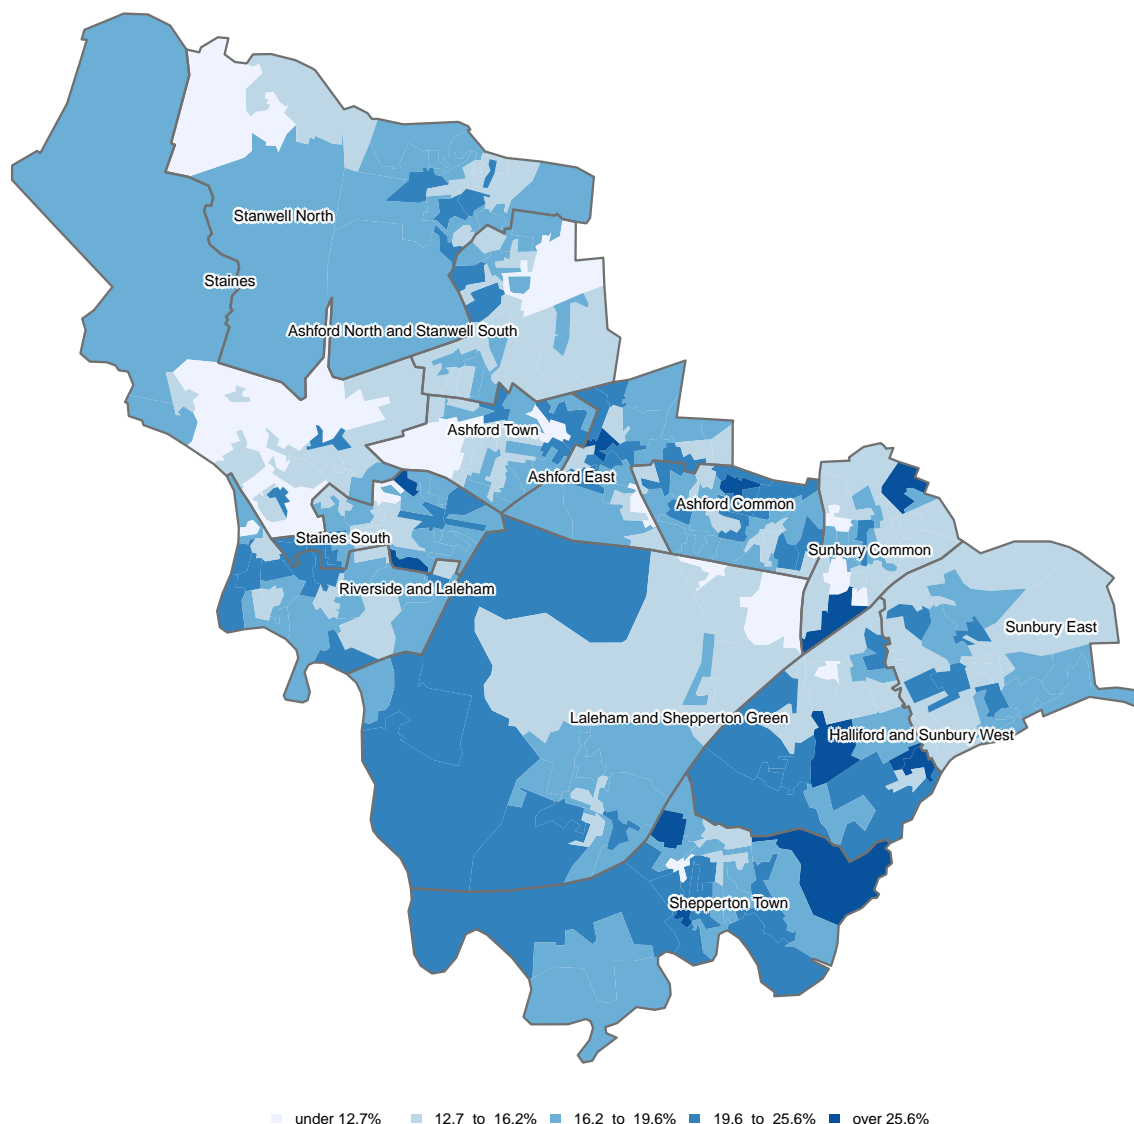 Stanwell North
Staines
Ashford North and Stanwell South
Ashford Town
Ashford East
Ashford Common
Staines South
Sunbury Common
Riverside and Laleham
Sunbury East
Laleham and Shepperton Green
Halliford and Sunbury West
Shepperton Town
under 12.7% 12.7 to 16.2% 16.2 to 19.6% 19.6 to 25.6% over 25.6%